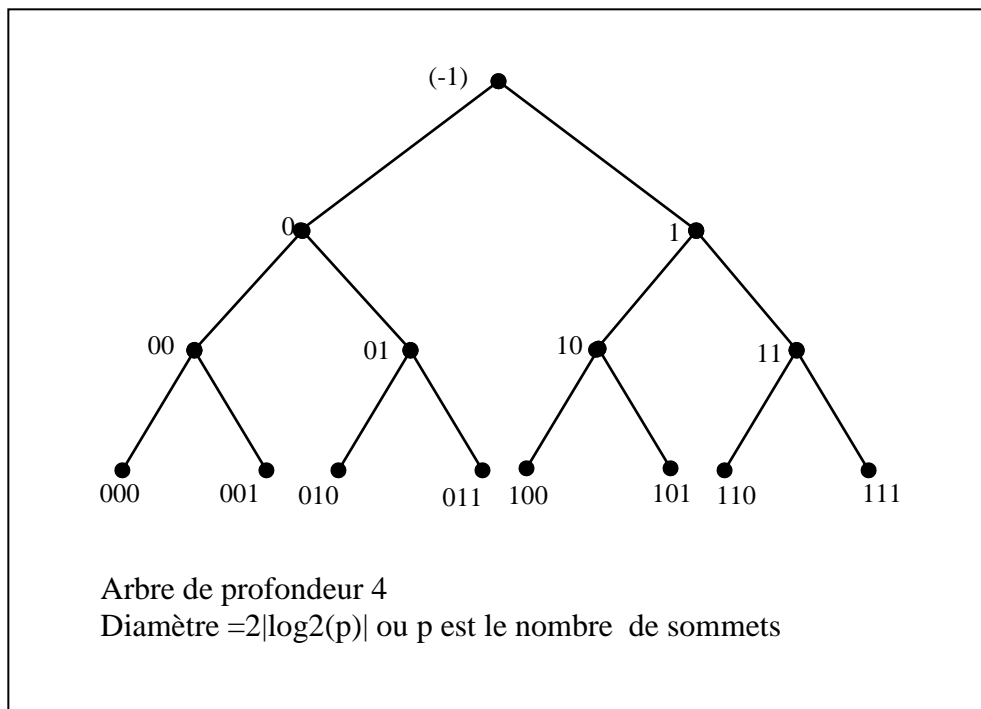 (-1)
0 1
00 01 10 11
000 001 010 011 100 101 110 111
Arbre de profondeur 4
Diamètre =2|log2(p)| ou p est le nombre de sommets